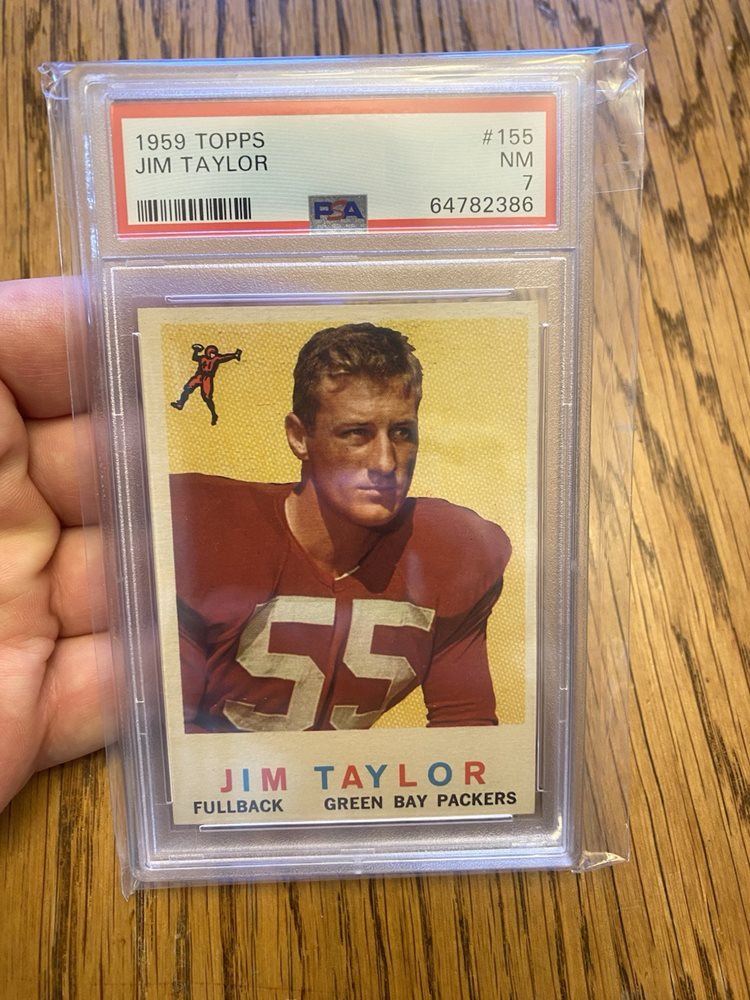 1959 TOPPS #155
JIM TAYLOR NM
7
PSA 64782386
55
JIM TAYLOR
FULLBACK GREEN BAY PACKERS